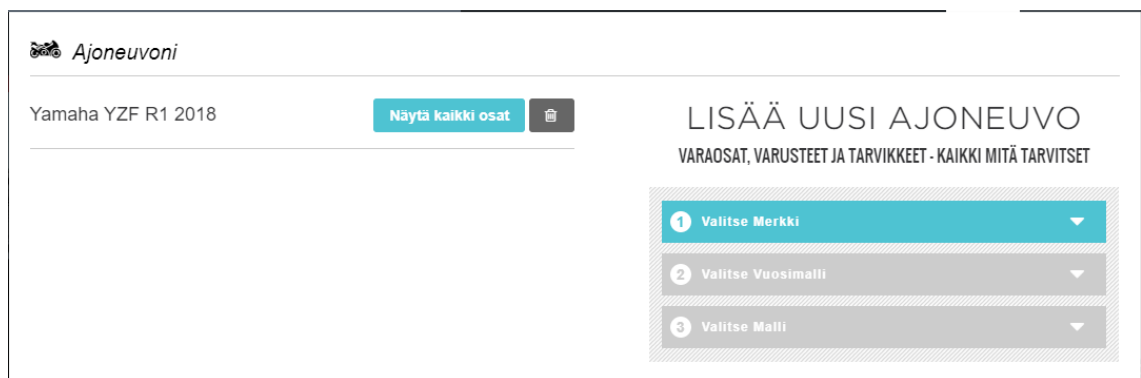 Ajoneuvoni
Yamaha YZF R1 2018
Näytä kaikki osat
LISÄÄ UUSI AJONEUVO
VARAOSAT, VARUSTEET JA TARVIKKEET - KAIKKI MITÄ TARVITSET
1 Valitse Merkki
2 Valitse Vuosimalli
3 Valitse Malli